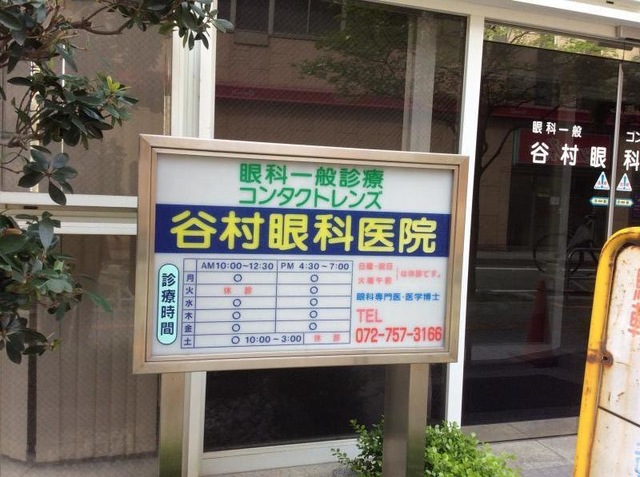 眼科一般診療
コンタクトレンズ
谷村眼科医院
診療時間
AM10:00~12:30 PM 4:30~7:00
月 ○ ○
火 休診 ○
水 ○ ○
木 ○ ○
金 ○ ○
土 ○ 10:00~3:00 休診
日曜・祝日
火曜午前
は休診です。
眼科専門医・医学博士
TEL
072-757-3166
眼科一般
谷村眼科